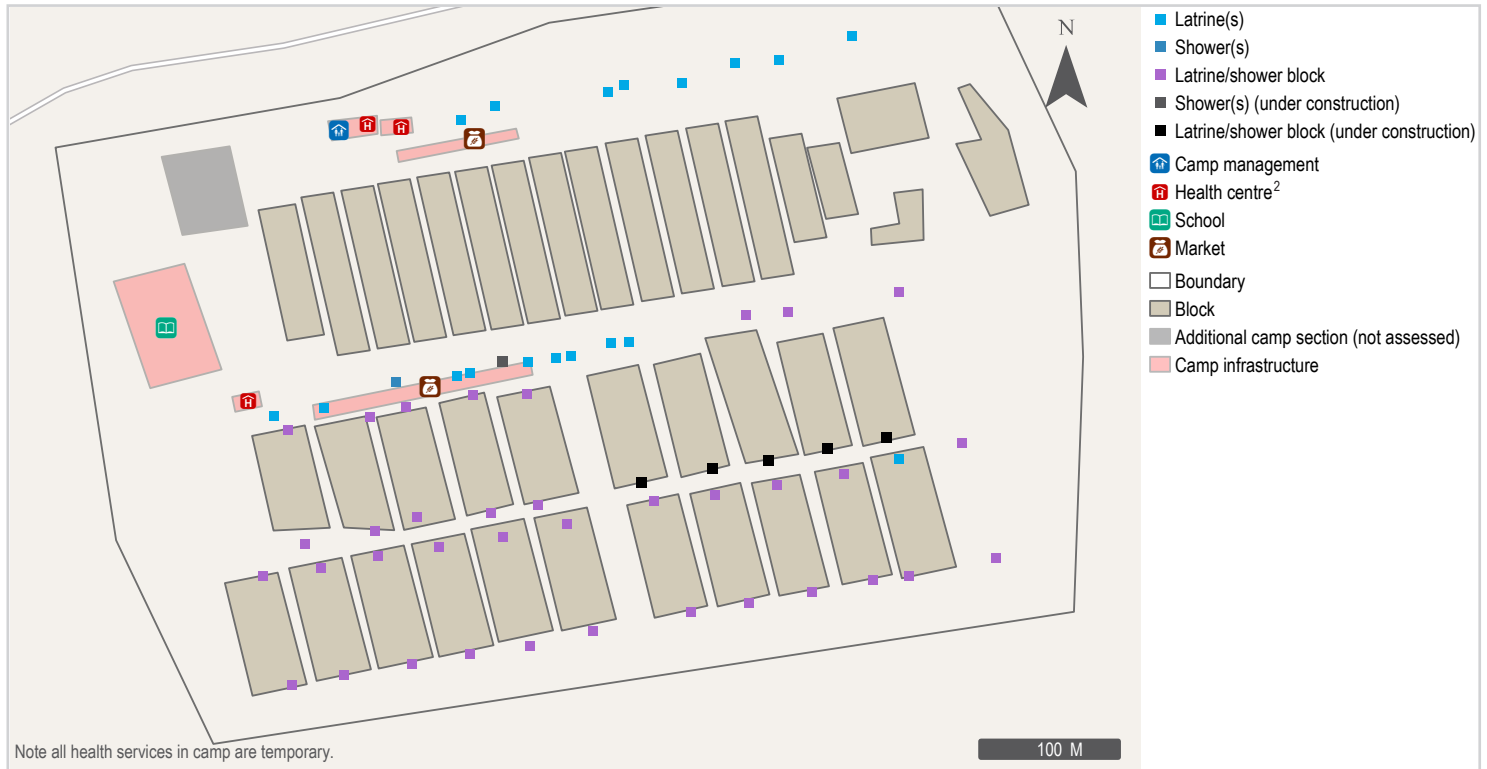 N
Latrine(s)
Shower(s)
Latrine/shower block
Shower(s) (under construction)
Latrine/shower block (under construction)
Camp management
Health centre2
School
Market
Boundary
Block
Additional camp section (not assessed)
Camp infrastructure
Note all health services in camp are temporary.
100 M